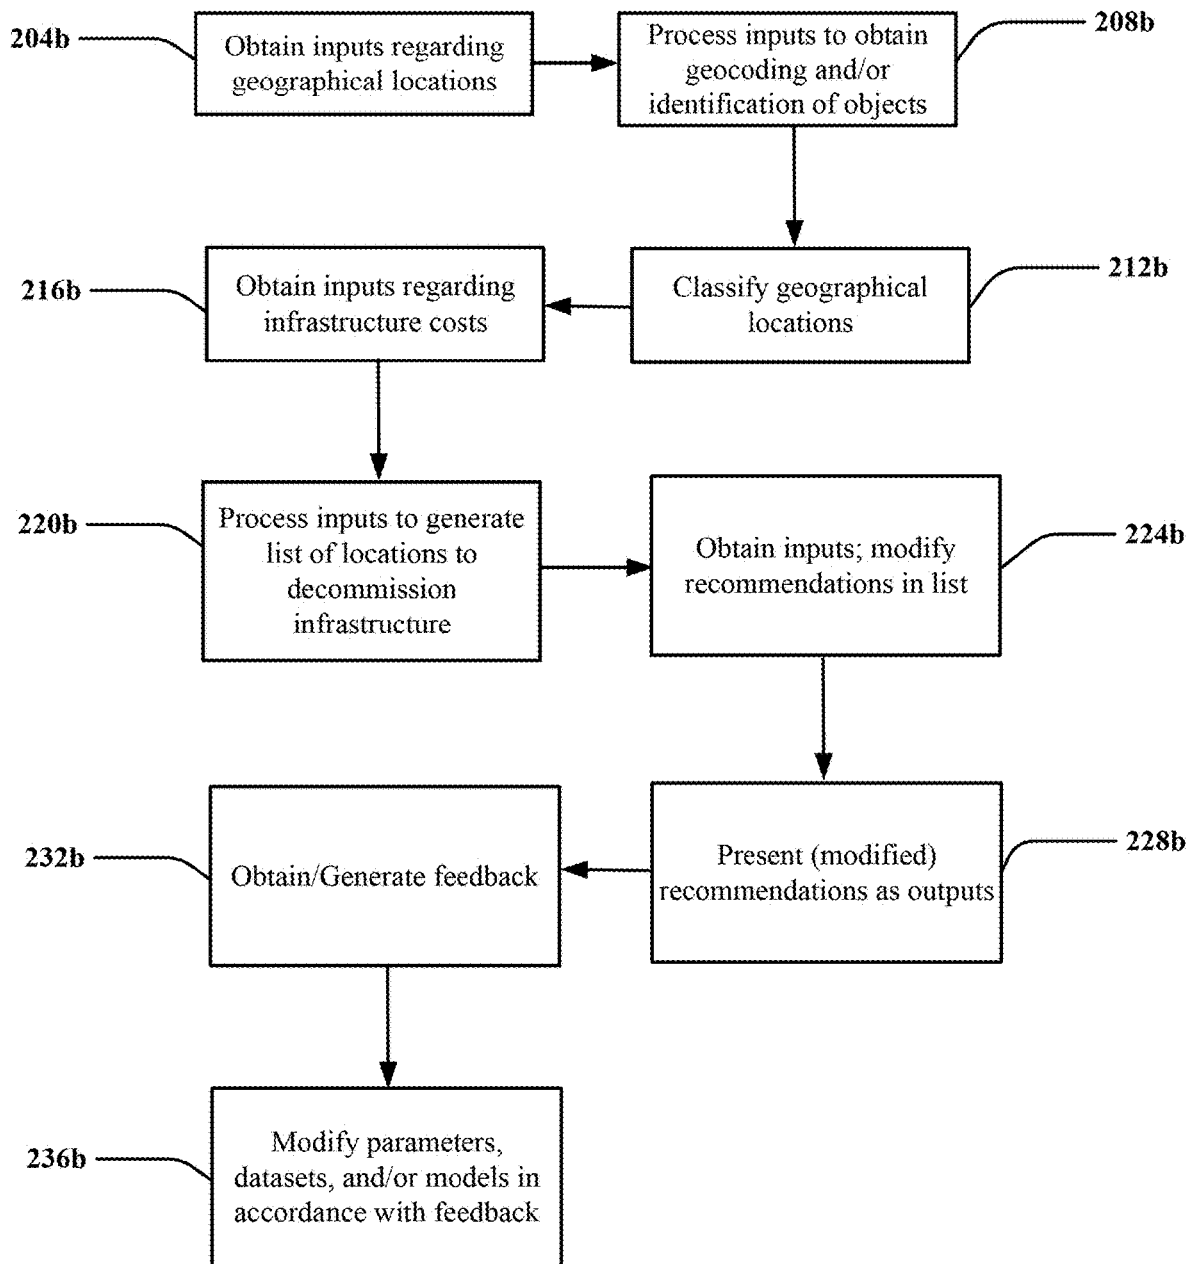 204b
Obtain inputs regarding
geographical locations
Process inputs to obtain
geocoding and/or
identification of objects
208b
216b
Obtain inputs regarding
infrastructure costs
Classify geographical
locations
212b
220b
Process inputs to generate
list of locations to
decommission
infrastructure
Obtain inputs; modify
recommendations in list
224b
232b
Obtain/Generate feedback
Present (modified)
recommendations as outputs
228b
236b
Modify parameters,
datasets, and/or models in
accordance with feedback